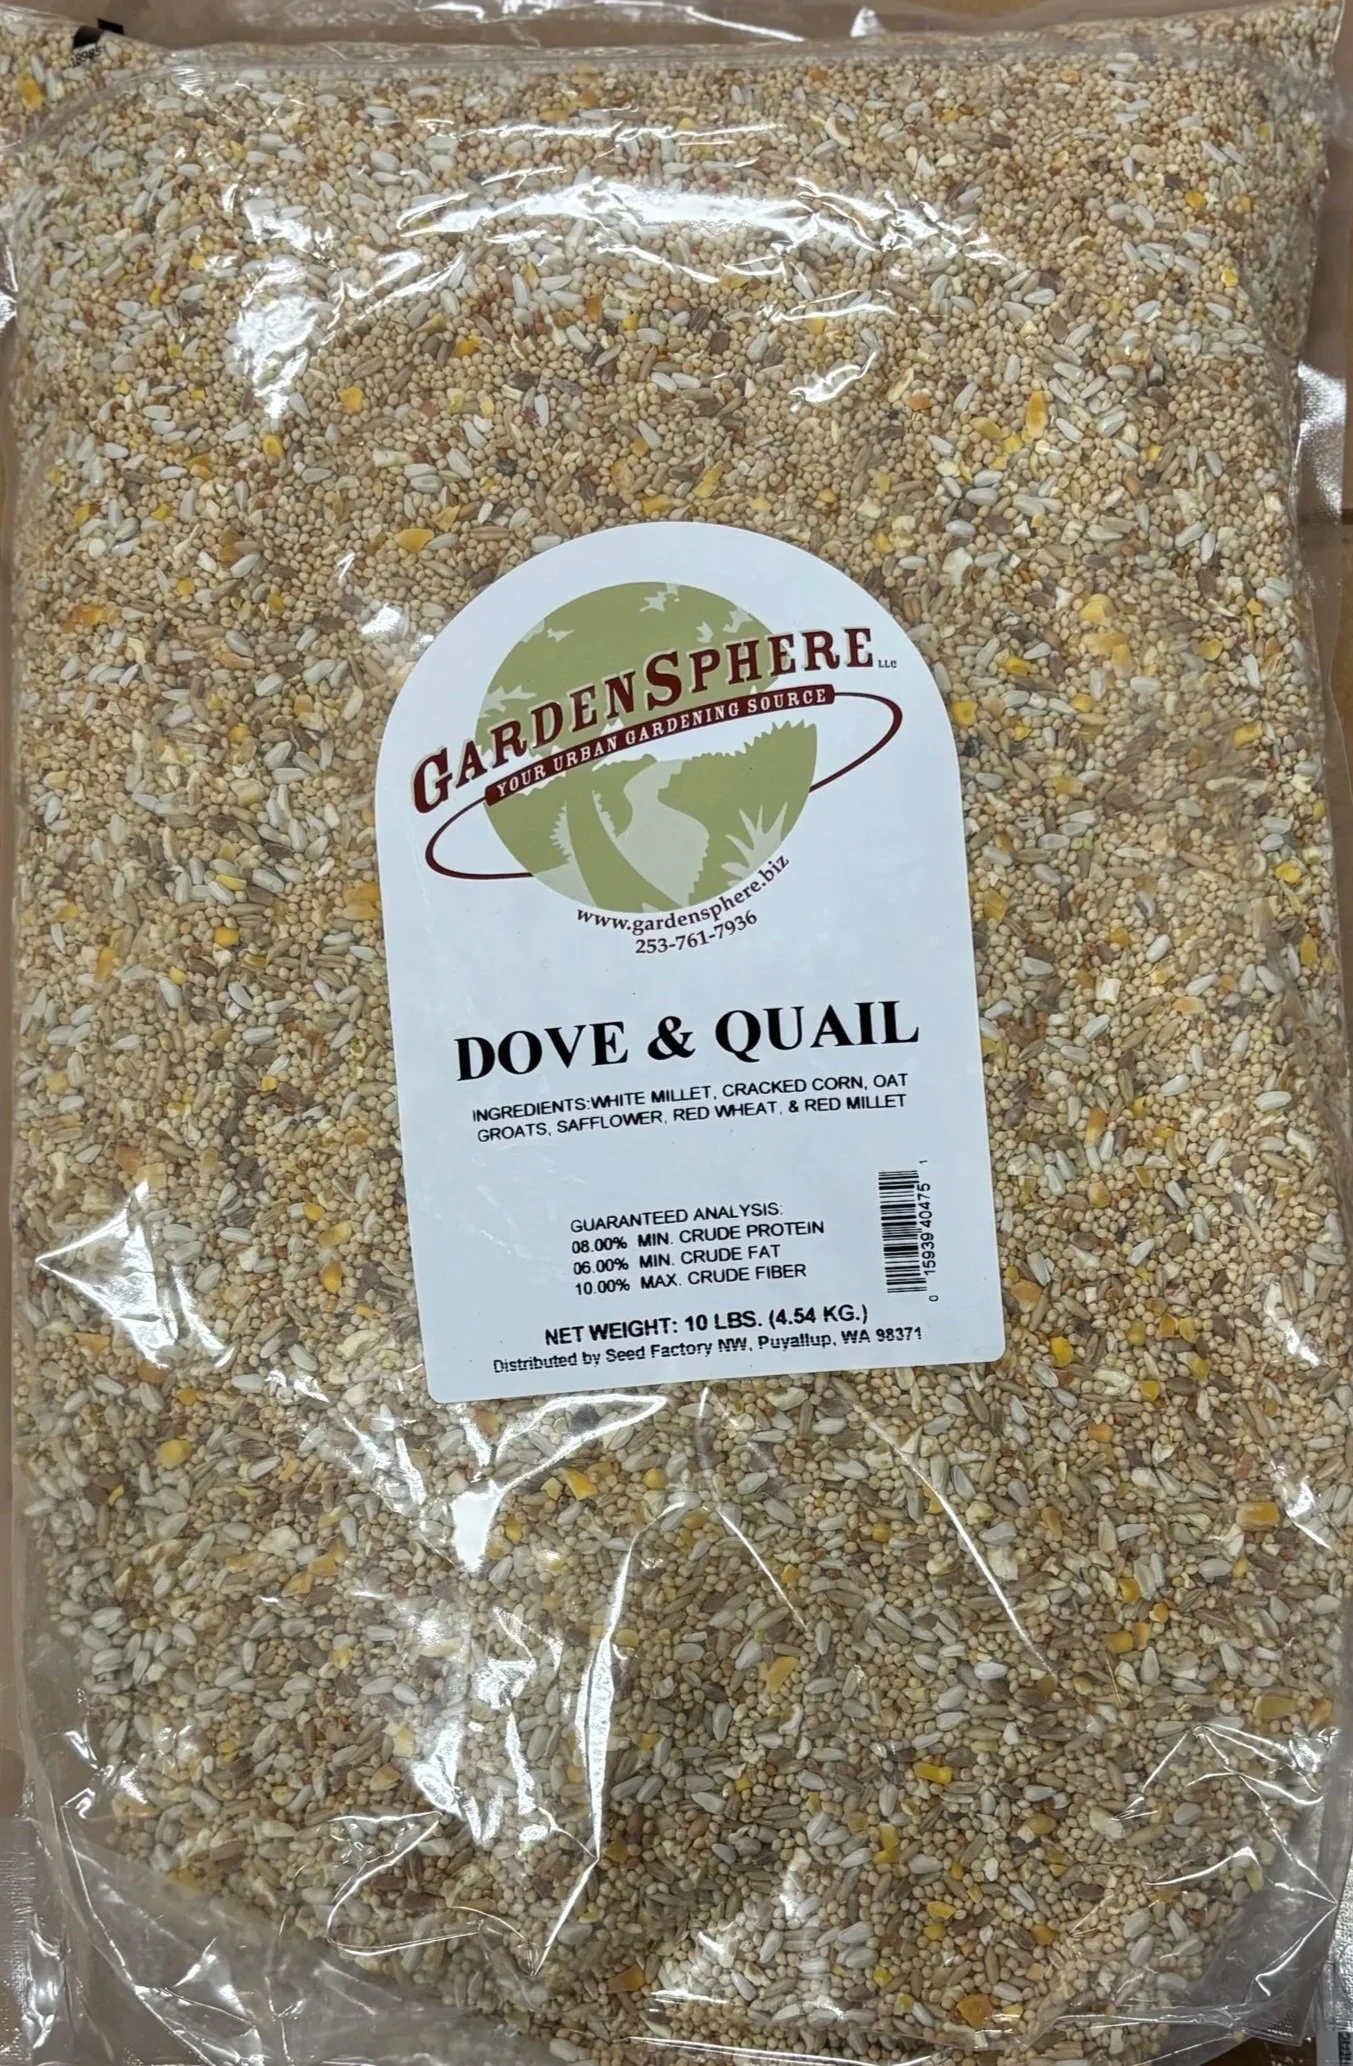 GARDENSPHERE LLC
YOUR URBAN GARDENING SOURCE
www.gardensphere.biz
253-761-7936
DOVE & QUAIL
INGREDIENTS:WHITE MILLET, CRACKED CORN, OAT
GROATS, SAFFLOWER, RED WHEAT, & RED MILLET
GUARANTEED ANALYSIS:
08.00% MIN. CRUDE PROTEIN
06.00% MIN. CRUDE FAT
10.00% MAX. CRUDE FIBER
0 15939 40475 1
NET WEIGHT: 10 LBS. (4.54 KG.)
Distributed by Seed Factory NW, Puyallup, WA 98371